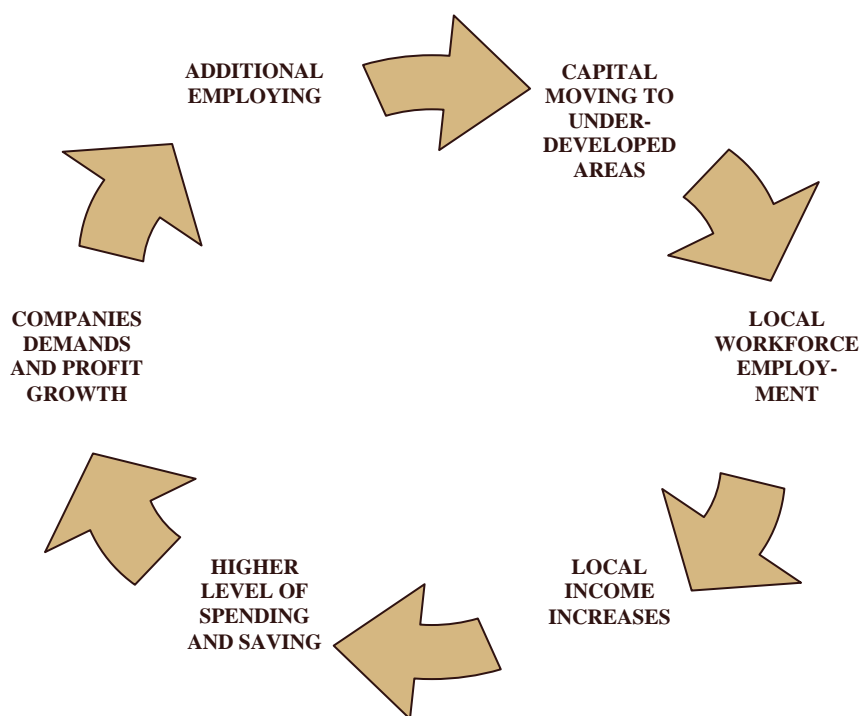 ADDITIONAL
EMPLOYING
CAPITAL
MOVING TO
UNDER-
DEVELOPED
AREAS
LOCAL
WORKFORCE
EMPLOY-
MENT
LOCAL
INCOME
INCREASES
HIGHER
LEVEL OF
SPENDING
AND SAVING
COMPANIES
DEMANDS
AND PROFIT
GROWTH